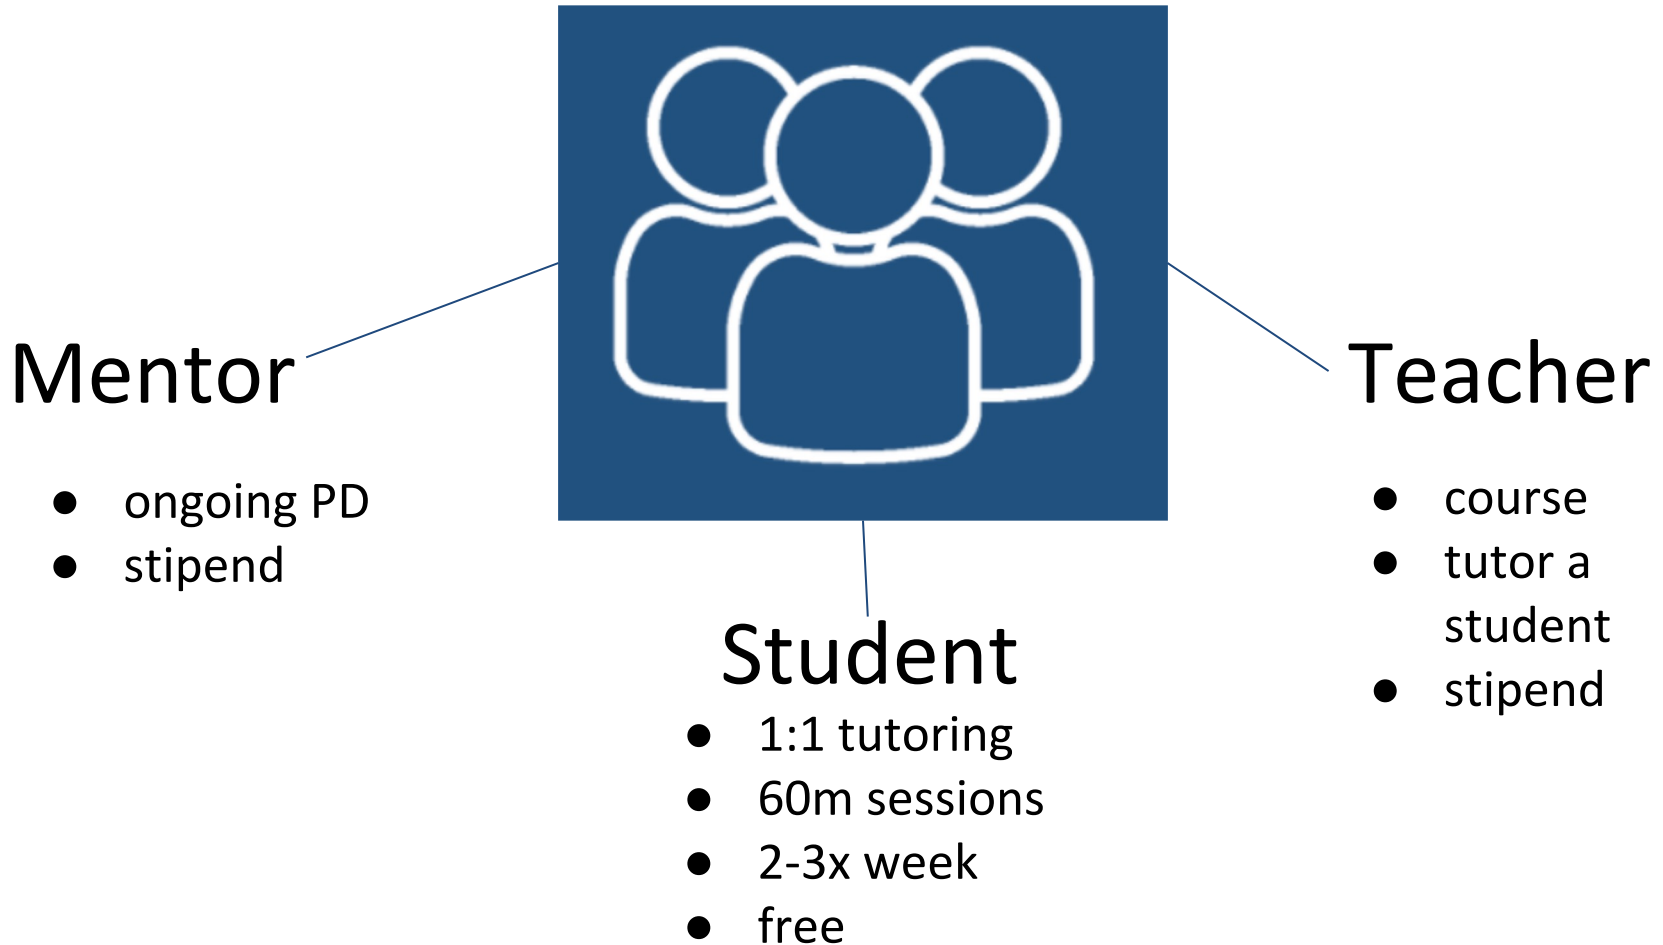 Mentor
● ongoing PD
● stipend
Student
● 1:1 tutoring
● 60m sessions
● 2-3x week
● free
Teacher
● course
● tutor a
student
● stipend